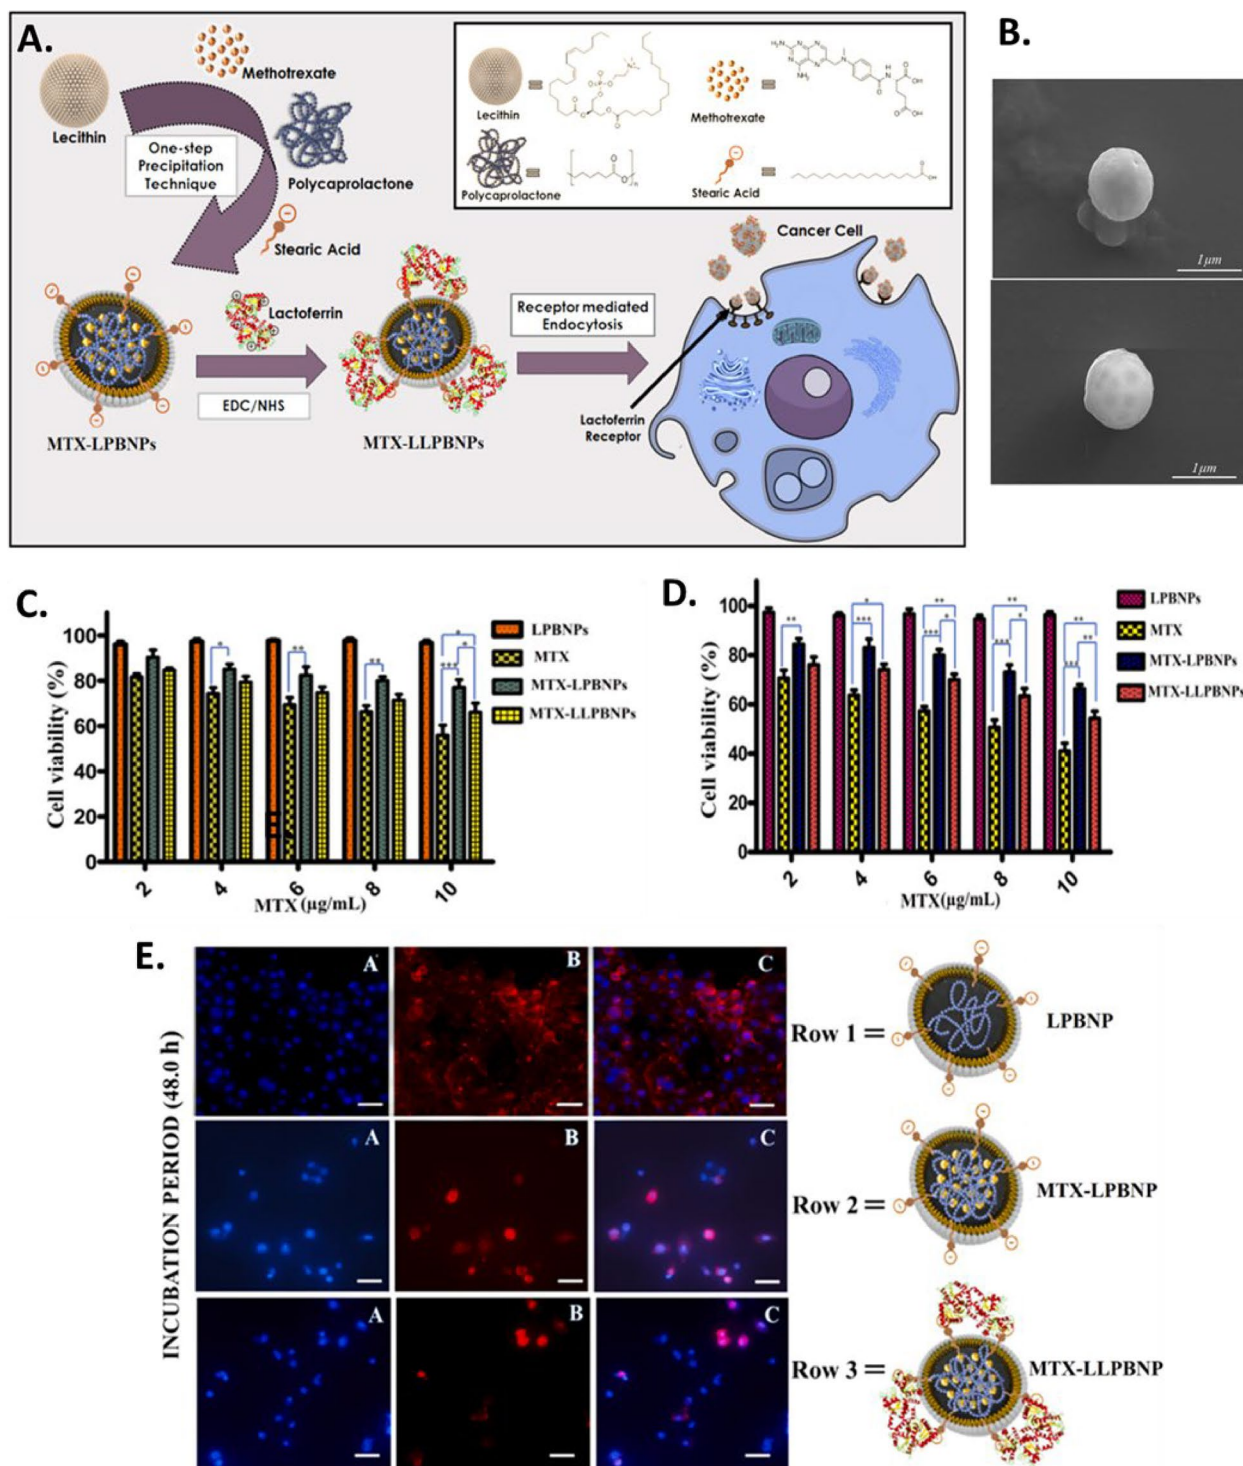 A.
Methotrexate
Lecithin
One-step
Precipitation
Technique
Polycaprolactone
Stearic Acid
Lactoferrin
EDC/NHS
MTX-LPBNPs
MTX-LLPBNPs
Receptor mediated
Endocytosis
Lecithin
Methotrexate
Polycaprolactone
Stearic Acid
Cancer Cell
Lactoferrin
Receptor
B.
1µm
1µm
C.
Cell viability (%)
100
80
60
40
20
0
2
4
6
8
10
MTX (µg/mL)
* ** ** *** * *
LPBNPs
MTX
MTX-LPBNPs
MTX-LLPBNPs
D.
Cell viability (%)
100
80
60
40
20
0
2
4
6
8
10
MTX(µg/mL)
LPBNPs
MTX
MTX-LPBNPs
MTX-LLPBNPs
E.
INCUBATION PERIOD (48.0 h)
A B C
A B C
A B C
Row 1 =
LPBNP
Row 2 =
MTX-LPBNP
Row 3 =
MTX-LLPBNP